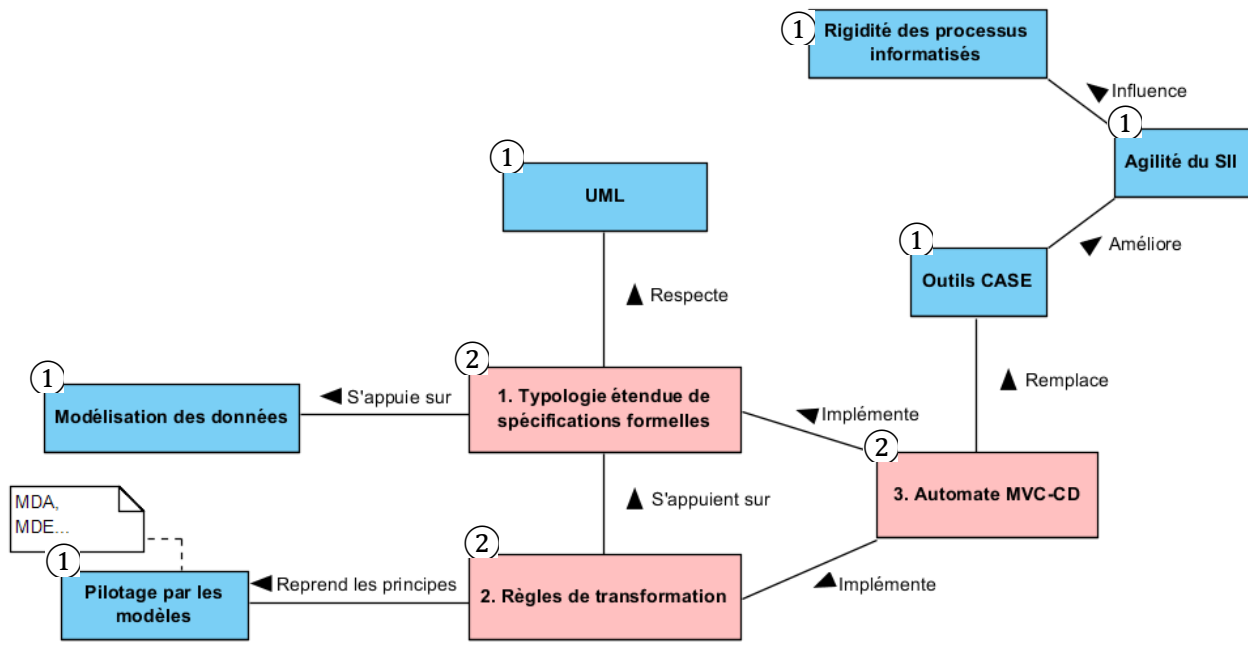 ① Rigidité des processus
informatisés
Influence
①
Agilité du SII
①
UML
Améliore
①
Outils CASE
Respecte
Remplace
②
1. Typologie étendue de
spécifications formelles
①
Modélisation des données
S'appuie sur
Implémente
②
3. Automate MVC-CD
MDA,
MDE...
S'appuient sur
②
2. Règles de transformation
①
Pilotage par les
modèles
Reprend les principes
Implémente